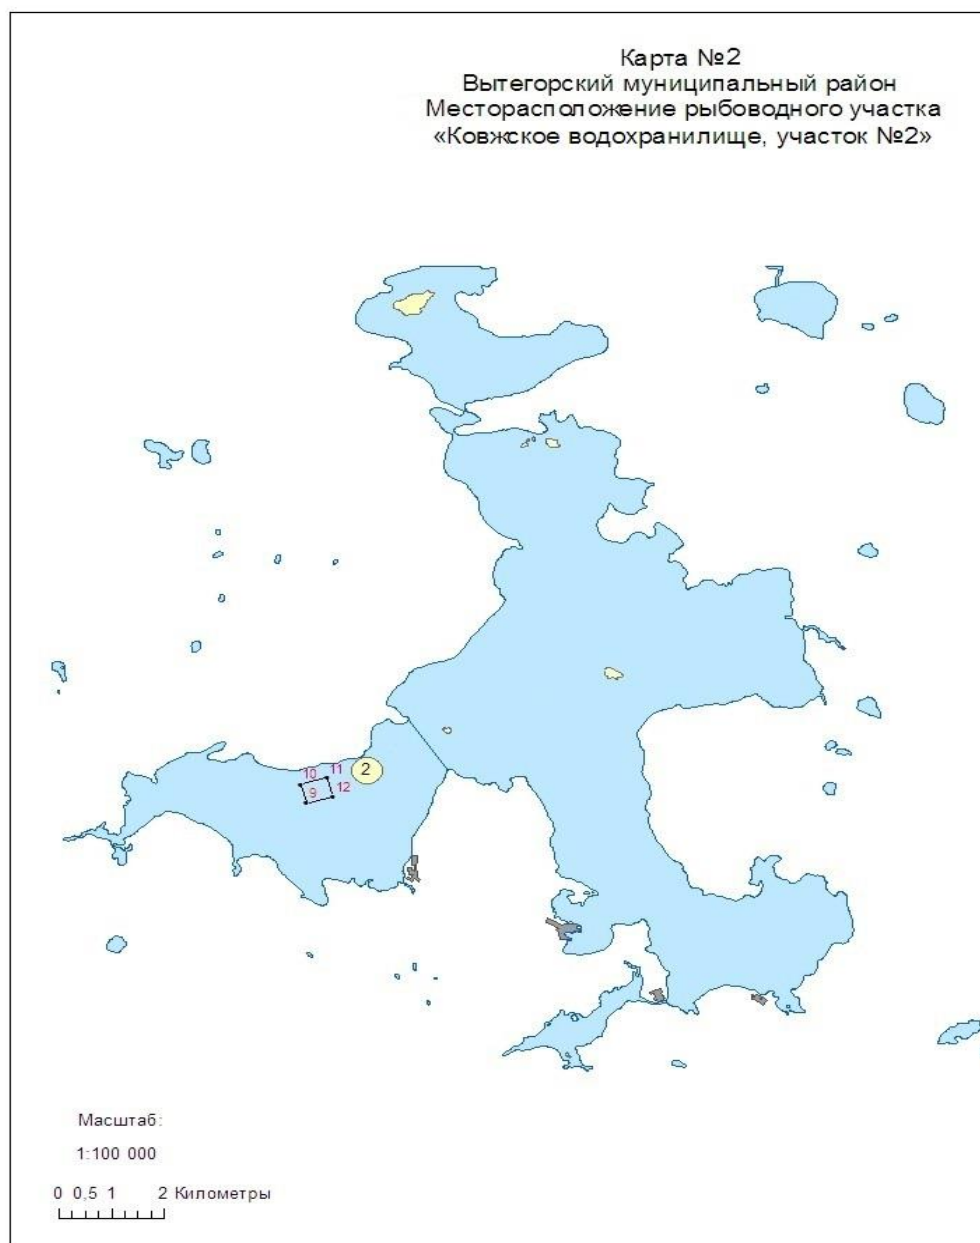 Карта №2
Вытегорский муниципальный район
Месторасположение рыбоводного участка
«Ковжское водохранилище, участок №2»
10 11 2
9 12
Масштаб:
1:100 000
0 0,5 1 2 Километры